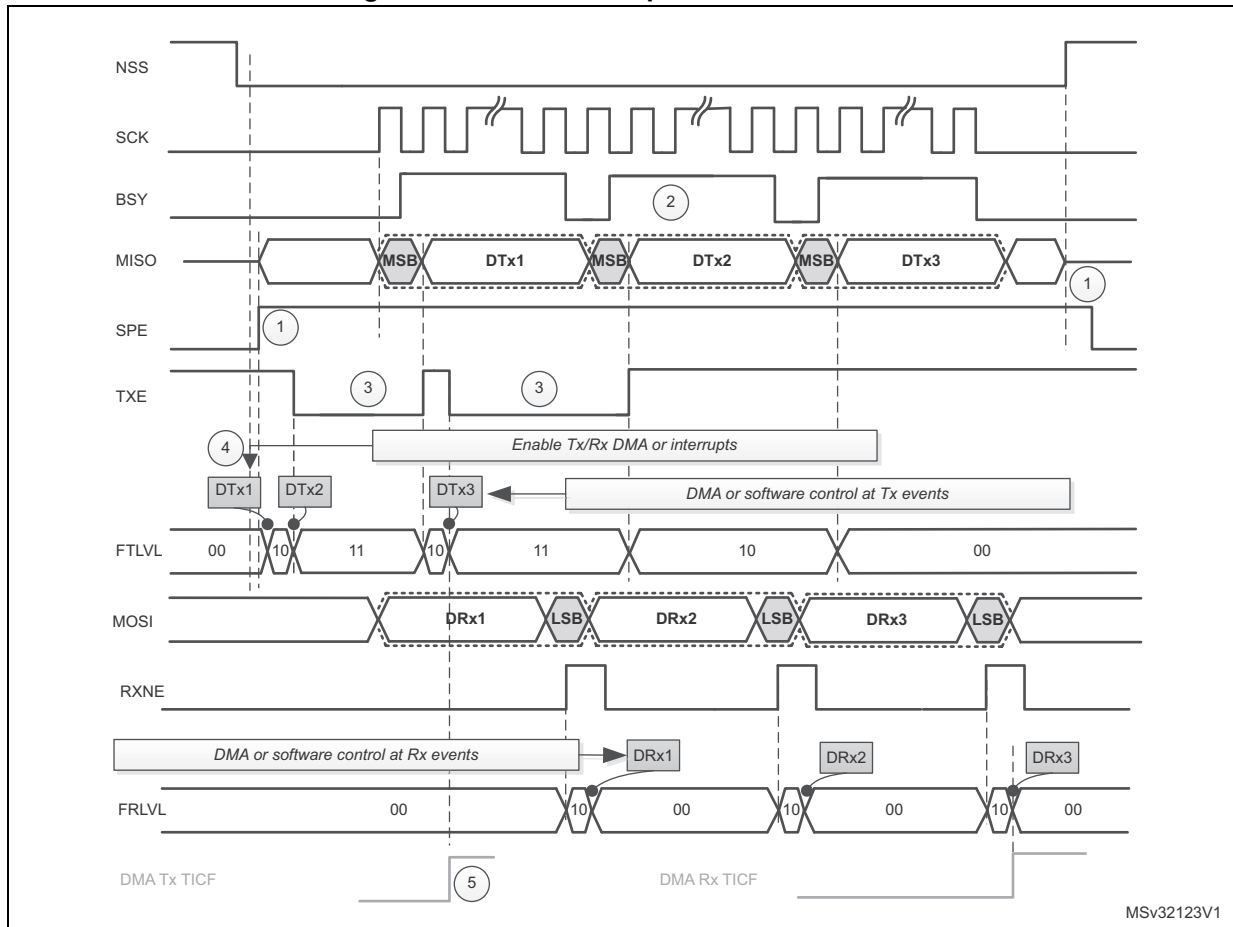 NSS
SCK
BSY
2
MISO
MSB
DTx1
MSB
DTx2
MSB
DTx3
1
SPE
1
TXE
3
3
4
Enable Tx/Rx DMA or interrupts
DTx1
DTx2
DTx3
DMA or software control at Tx events
FTLVL
00
10
11
10
11
10
00
MOSI
DRx1
LSB
DRx2
LSB
DRx3
LSB
RXNE
DMA or software control at Rx events
DRx1
DRx2
DRx3
FRLVL
00
10
00
10
00
10
00
DMA Tx TICF
5
DMA Rx TICF
MSv32123V1